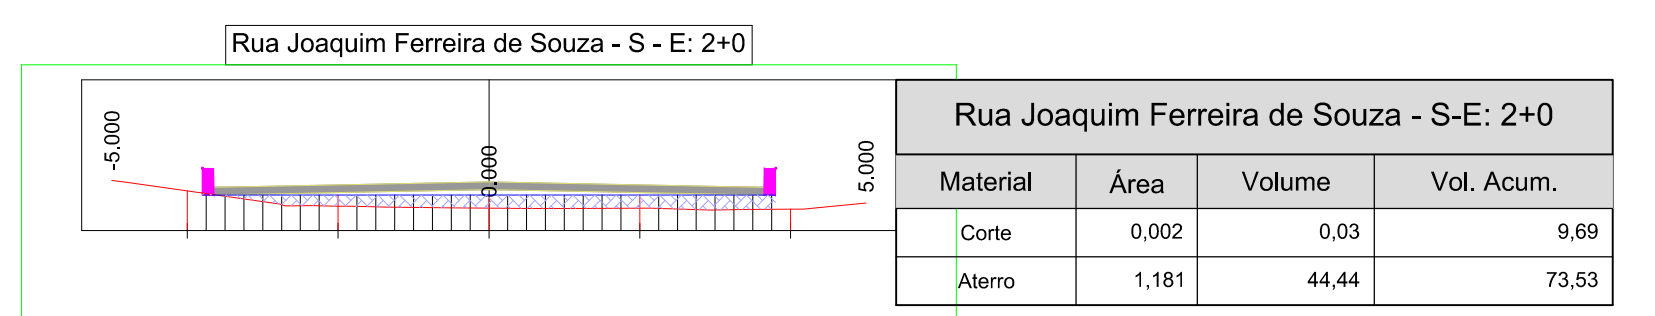 Rua Joaquim Ferreira de Souza - S - E: 2+0
-5.000
0.000
5.000
Rua Joaquim Ferreira de Souza - S-E: 2+0
Material Área Volume Vol. Acum.
Corte 0,002 0,03 9,69
Aterro 1,181 44,44 73,53